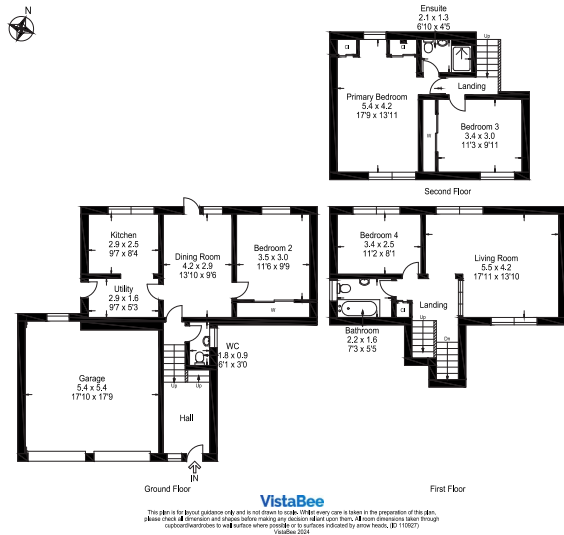 N
Ensuite
2.1 x 1.3
6'10 x 4'5
Cl
Cl
Up
Landing
Primary Bedroom
5.4 x 4.2
17'9 x 13'11
W
Bedroom 3
3.4 x 3.0
11'3 x 9'11
Second Floor
Kitchen
2.9 x 2.5
9'7 x 8'4
Dining Room
4.2 x 2.9
13'10 x 9'6
Bedroom 2
3.5 x 3.0
11'6 x 9'9
W
Utility
2.9 x 1.6
9'7 x 5'3
WC
1.8 x 0.9
6'1 x 3'0
Garage
5.4 x 5.4
17'10 x 17'9
Up
Up
Hall
IN
Ground Floor
Bedroom 4
3.4 x 2.5
11'2 x 8'1
Living Room
5.5 x 4.2
17'11 x 13'10
Landing
Cl
Bathroom
2.2 x 1.6
7'3 x 5'5
Up
Dn
First Floor
VistaBee
This plan is for layout guidance only and is not drawn to scale. Whilst every care is taken in the preparation of this plan,
please check all dimension and shapes before making any decision reliant upon them. All room dimensions taken through
cupboard/wardrobes to wall surface where possible or to surfaces indicated by arrow heads. (ID 110927)
VistaBee 2024